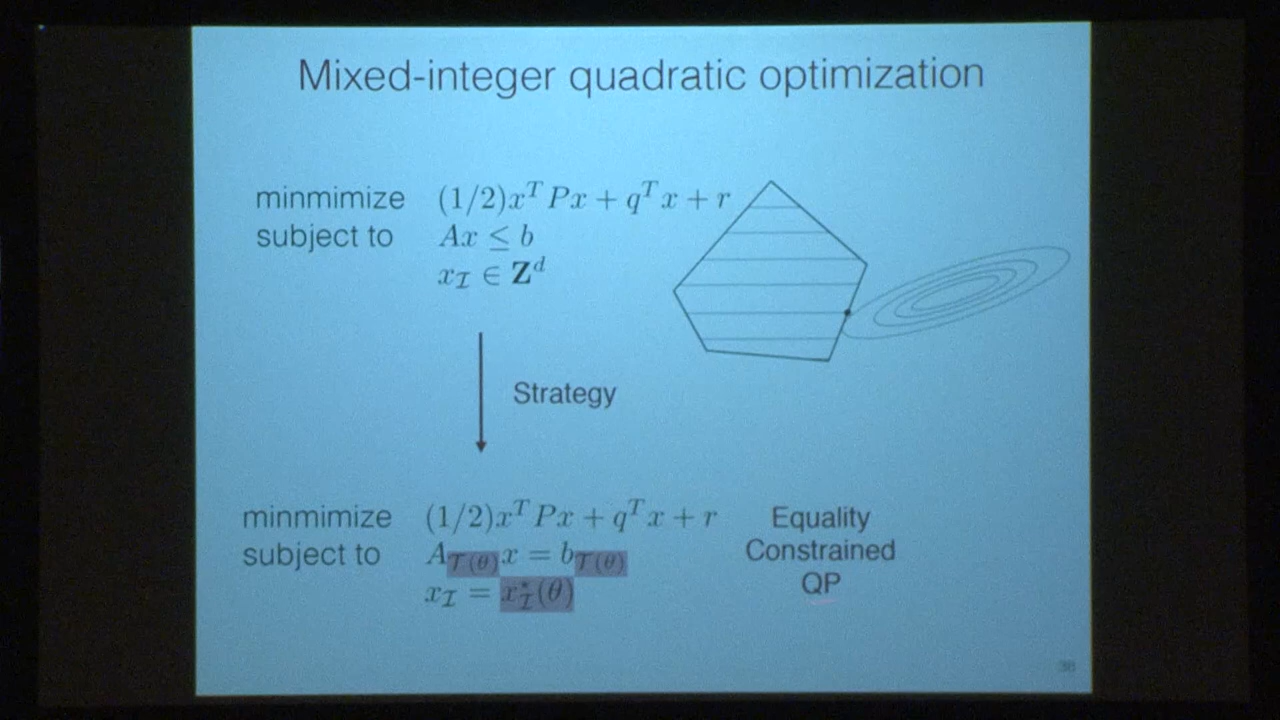 Mixed-integer quadratic optimization
minmimize (1/2)x^T Px + q^T x + r
subject to Ax ≤ b
x_ℐ ∈ Z^d
Strategy
minmimize (1/2)x^T Px + q^T x + r
subject to A_𝒯(θ) x = b_𝒯(θ)
x_ℐ = x*_ℐ(θ)
Equality
Constrained
QP